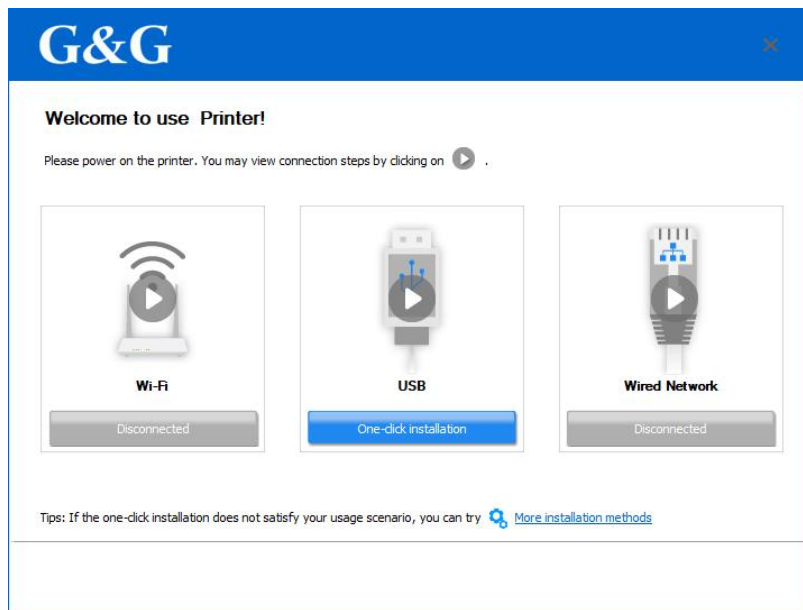 G&G
Welcome to use Printer!
Please power on the printer. You may view connection steps by clicking on .
Wi-Fi
USB
Wired Network
Disconnected
One-click installation
Disconnected
Tips: If the one-click installation does not satisfy your usage scenario, you can try More installation methods